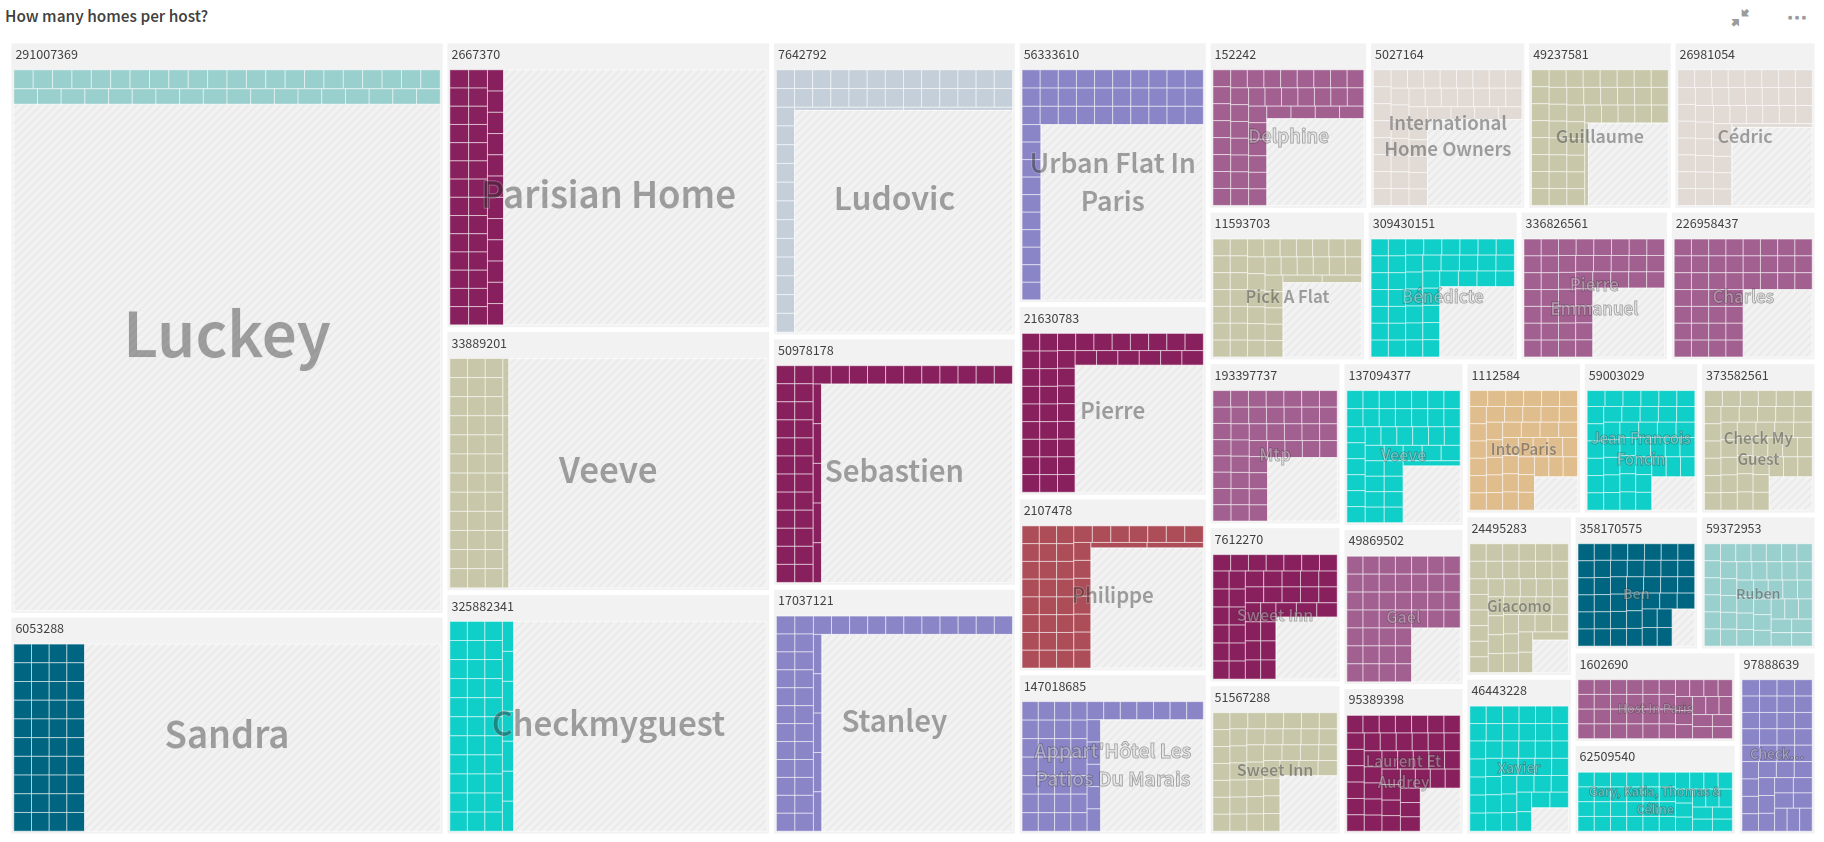 How many homes per host?
291007369
Luckey
6053288
Sandra
2667370
Parisian Home
33889201
Veeve
325882341
Checkmyguest
7642792
Ludovic
50978178
Sebastien
17037121
Stanley
56333610
Urban Flat In
Paris
21630783
Pierre
2107478
Philippe
147018685
Appart'Hôtel Les
Patios Du Marais
152242
Delphine
5027164
International
Home Owners
49237581
Guillaume
26981054
Cédric
11593703
Pick A Flat
309430151
Bénédicte
336826561
Pierre
Emmanuel
226958437
Charles
193397737
Mtp
137094377
Veeve
1112584
IntoParis
59003029
Jean Francois
Foncin
373582561
Check My
Guest
7612270
Sweet Inn
49869502
Gael
24495283
Giacomo
358170575
Ben
59372953
Ruben
51567288
Sweet Inn
95389398
Laurent Et
Audrey
46443228
Xavier
1602690
Host In Paris
62509540
Gary, Katia, Thomas &
Céline
97888639
Check...